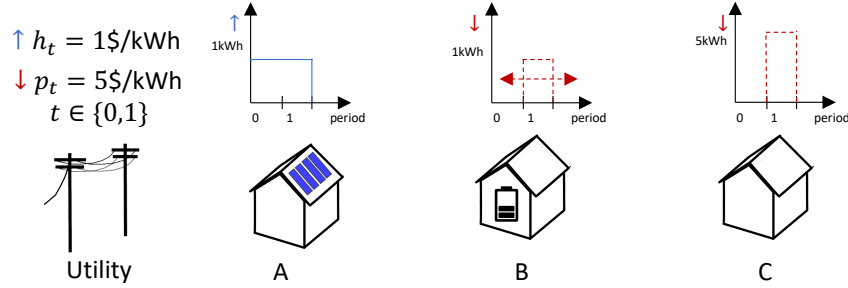 ↑ h_t = 1$/kWh
↓ p_t = 5$/kWh
t ∈ {0,1}
Utility
↑
1kWh
0 1 period
A
↓
1kWh
0 1 period
B
↓
5kWh
0 1 period
C